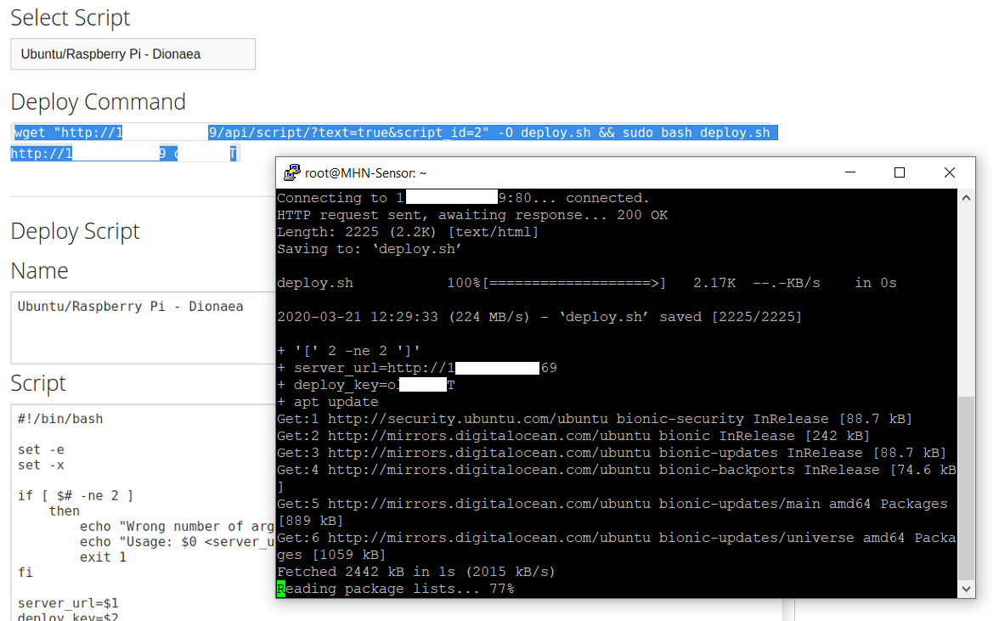 Select Script
Ubuntu/Raspberry Pi - Dionaea
Deploy Command
wget "http://1 9/api/script/?text=true&script_id=2" -O deploy.sh && sudo bash deploy.sh
http://1 9 T
Deploy Script
Name
Ubuntu/Raspberry Pi - Dionaea
Script
#!/bin/bash
set -e
set -x
if [ $# -ne 2 ]
then
echo "Wrong number of arg
echo "Usage: $0 <server_u
exit 1
fi
server_url=$1
deploy_key=$2
root@MHN-Sensor: ~
Connecting to 1 9:80... connected.
HTTP request sent, awaiting response... 200 OK
Length: 2225 (2.2K) [text/html]
Saving to: ‘deploy.sh’
deploy.sh 100%[===================>] 2.17K --.-KB/s in 0s
2020-03-21 12:29:33 (224 MB/s) - ‘deploy.sh’ saved [2225/2225]
+ '[' 2 -ne 2 ']'
+ server_url=http://1 69
+ deploy_key=o T
+ apt update
Get:1 http://security.ubuntu.com/ubuntu bionic-security InRelease [88.7 kB]
Get:2 http://mirrors.digitalocean.com/ubuntu bionic InRelease [242 kB]
Get:3 http://mirrors.digitalocean.com/ubuntu bionic-updates InRelease [88.7 kB]
Get:4 http://mirrors.digitalocean.com/ubuntu bionic-backports InRelease [74.6 kB
]
Get:5 http://mirrors.digitalocean.com/ubuntu bionic-updates/main amd64 Packages
[889 kB]
Get:6 http://mirrors.digitalocean.com/ubuntu bionic-updates/universe amd64 Packa
ges [1059 kB]
Fetched 2442 kB in 1s (2015 kB/s)
Reading package lists... 77%